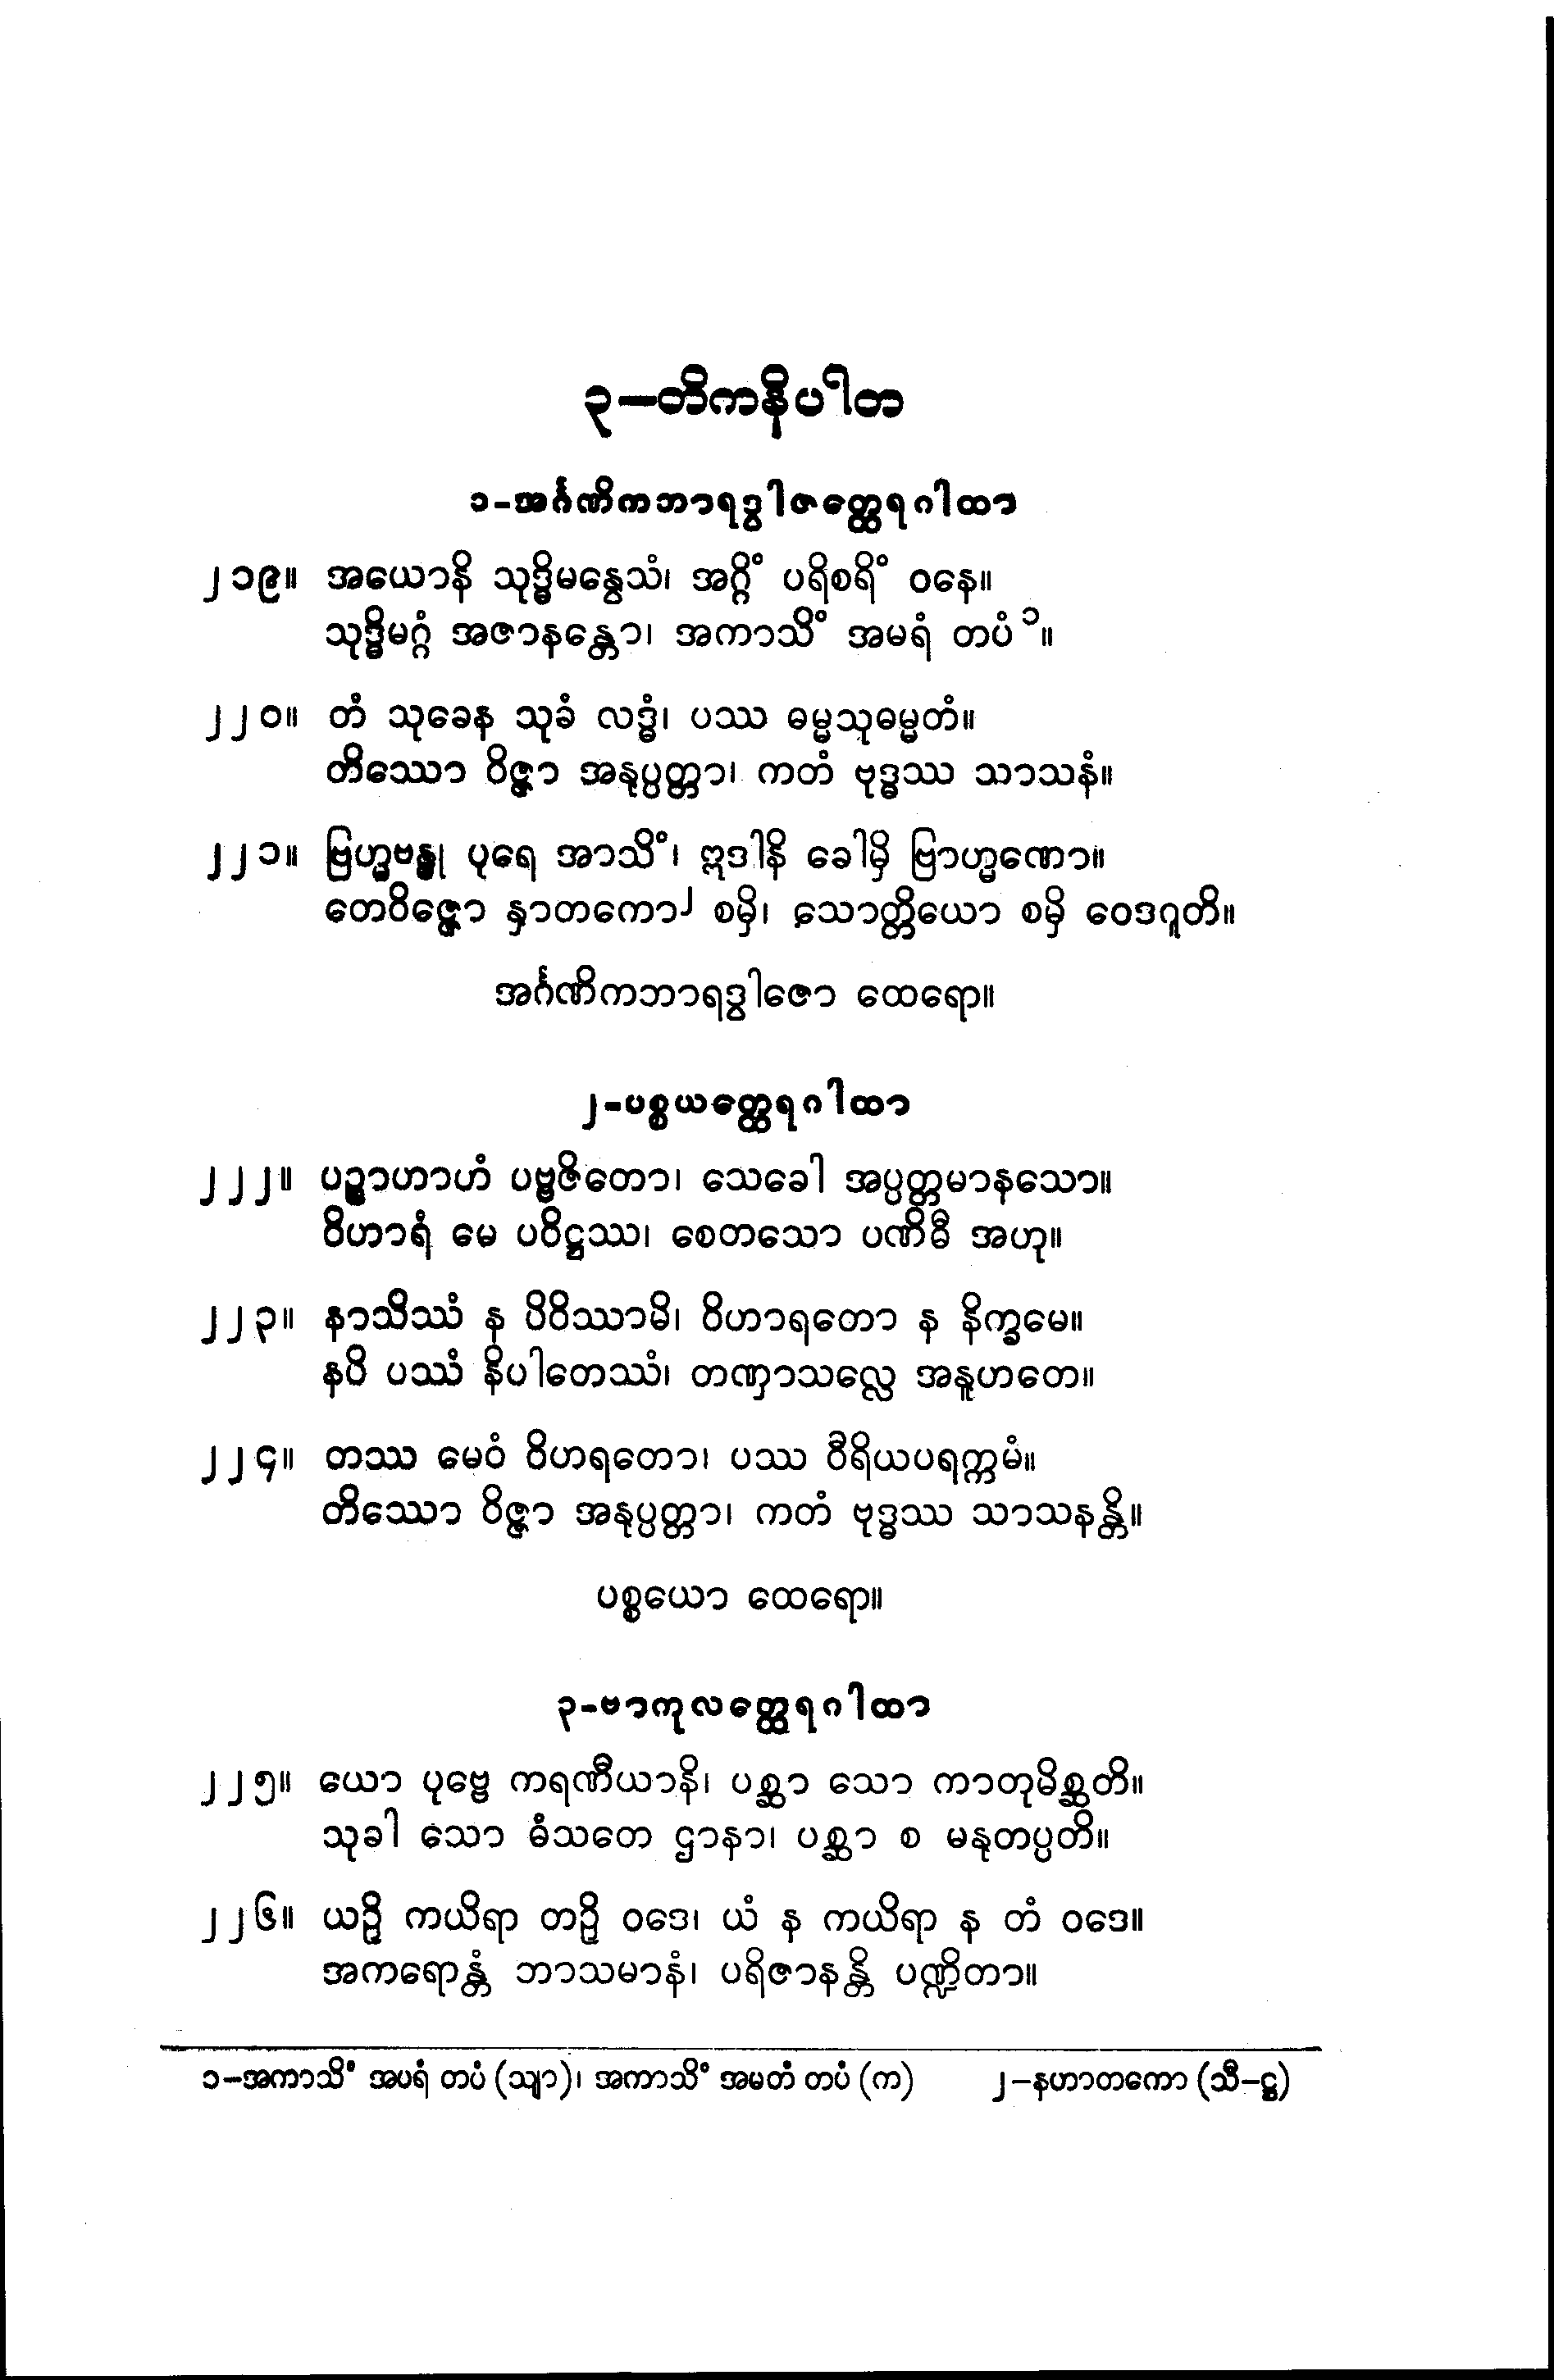 ၃–တိကနိပါတ
၁-အင်္ဂဏိကဘာရဒွါဇတ္ထေရဂါထာ
၂၁၉။ အယောနိ သုဒ္ဓိမနွေသံ၊ အဂ္ဂိံ ပရိစရိံ ဝနေ။
သုဒ္ဓိမဂ္ဂံ အဇာနန္တော၊ အကာသိံ အမရံ တပံ ၁။
၂၂၀။ တံ သုခေန သုခံ လဒ္ဓံ၊ ပဿ ဓမ္မသုဓမ္မတံ။
တိဿော ဝိဇ္ဇာ အနုပ္ပတ္တာ၊ ကတံ ဗုဒ္ဓဿ သာသနံ။
၂၂၁။ ဗြဟ္မဗန္ဓု ပုရေ အာသိံ၊ ဣဒါနိ ခေါမှိ ဗြာဟ္မဏော။
တေဝိဇ္ဇော နှာတကော၂ စမှိ၊ သောတ္တိယော စမှိ ဝေဒဂူတိ။
အင်္ဂဏိကဘာရဒွါဇော ထေရော။
၂-ပစ္စယတ္ထေရဂါထာ
၂၂၂။ ပဉ္စာဟာဟံ ပဗ္ဗဇိတော၊ သေခေါ အပ္ပတ္တမာနသော။
ဝိဟာရံ မေ ပဝိဋ္ဌဿ၊ စေတသော ပဏိဓီ အဟု။
၂၂၃။ နာသိဿံ န ပိဝိဿာမိ၊ ဝိဟာရတော န နိက္ခမေ။
နပိ ပဿံ နိပါတေဿံ၊ တဏှာသလ္လေ အနူဟတေ။
၂၂၄။ တဿ မေဝံ ဝိဟရတော၊ ပဿ ဝီရိယပရက္ကမံ။
တိဿော ဝိဇ္ဇာ အနုပ္ပတ္တာ၊ ကတံ ဗုဒ္ဓဿ သာသနန္တိ။
ပစ္စယော ထေရော။
၃-ဗာကုလတ္ထေရဂါထာ
၂၂၅။ ယော ပုဗ္ဗေ ကရဏီယာနိ၊ ပစ္ဆာ သော ကာတုမိစ္ဆတိ။
သုခါ သော ဓံသတေ ဌာနာ၊ ပစ္ဆာ စ မနုတပ္ပတိ။
၂၂၆။ ယဉှိ ကယိရာ တဉှိ ဝဒေ၊ ယံ န ကယိရာ န တံ ဝဒေ။
အကရောန္တံ ဘာသမာနံ၊ ပရိဇာနန္တိ ပဏ္ဍိတာ။
၁–အကာသိံ အပရံ တပံ (သျာ)၊ အကာသိံ အမတံ တပံ (က) ၂–နဟာတကော (သီ–ဋ္ဌ)